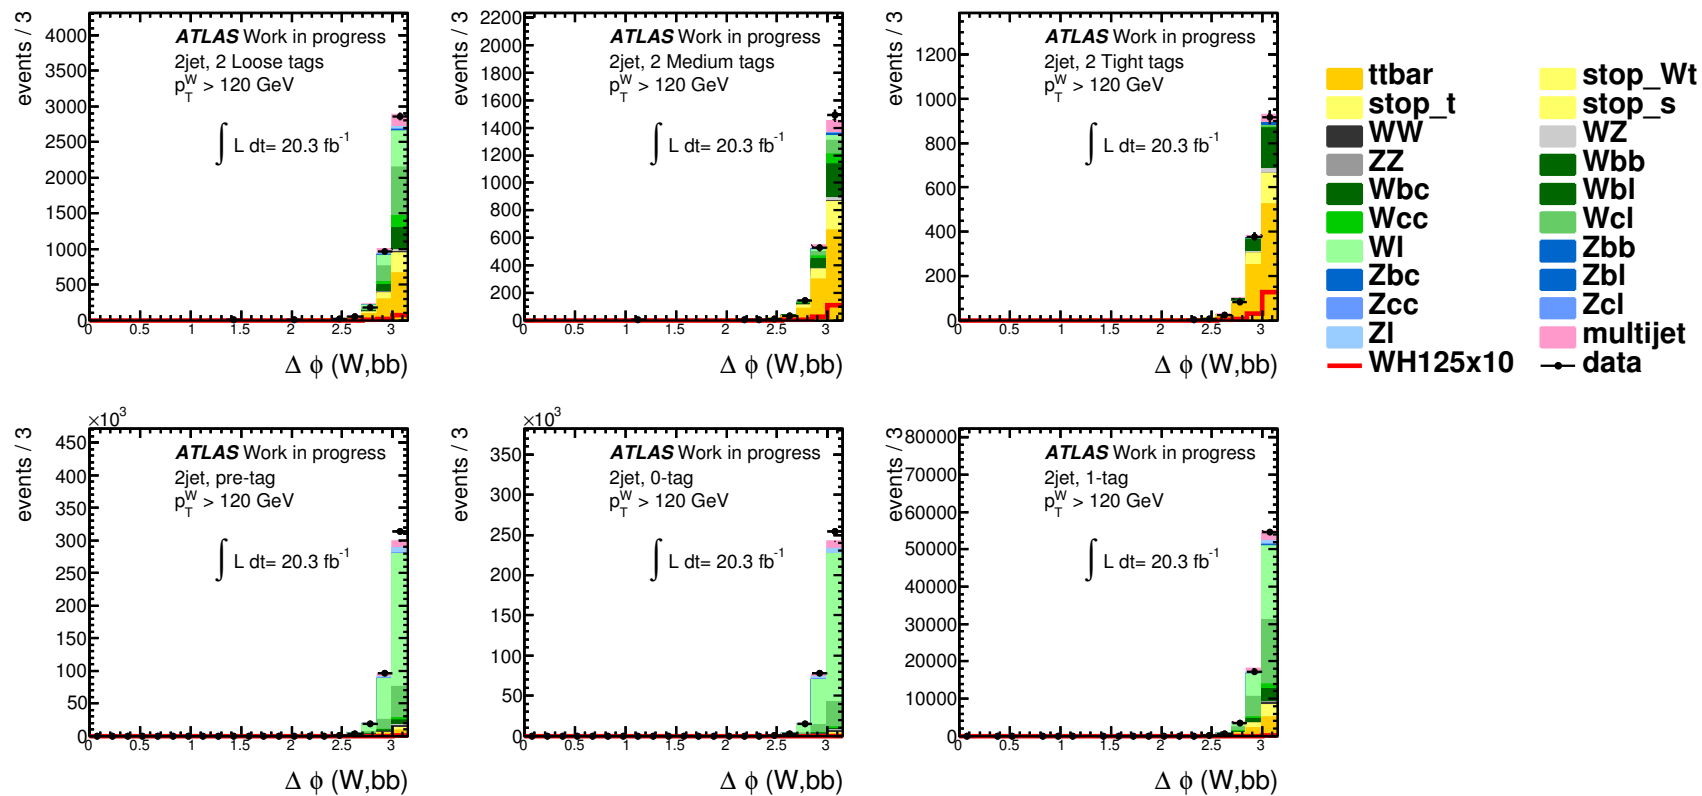 events / 3
4000
3500
3000
2500
2000
1500
1000
500
0
ATLAS Work in progress
2jet, 2 Loose tags
p_T^W > 120 GeV
∫ L dt= 20.3 fb^-1
0 0.5 1 1.5 2 2.5 3
Δ ϕ (W,bb)
events / 3
2200
2000
1800
1600
1400
1200
1000
800
600
400
200
0
ATLAS Work in progress
2jet, 2 Medium tags
p_T^W > 120 GeV
∫ L dt= 20.3 fb^-1
0 0.5 1 1.5 2 2.5 3
Δ ϕ (W,bb)
events / 3
1200
1000
800
600
400
200
0
ATLAS Work in progress
2jet, 2 Tight tags
p_T^W > 120 GeV
∫ L dt= 20.3 fb^-1
0 0.5 1 1.5 2 2.5 3
Δ ϕ (W,bb)
ttbar stop_Wt
stop_t stop_s
WW WZ
ZZ Wbb
Wbc Wbl
Wcc Wcl
Wl Zbb
Zbc Zbl
Zcc Zcl
Zl multijet
WH125x10 data
events / 3
×10^3
450
400
350
300
250
200
150
100
50
0
ATLAS Work in progress
2jet, pre-tag
p_T^W > 120 GeV
∫ L dt= 20.3 fb^-1
0 0.5 1 1.5 2 2.5 3
Δ ϕ (W,bb)
events / 3
×10^3
350
300
250
200
150
100
50
0
ATLAS Work in progress
2jet, 0-tag
p_T^W > 120 GeV
∫ L dt= 20.3 fb^-1
0 0.5 1 1.5 2 2.5 3
Δ ϕ (W,bb)
events / 3
80000
70000
60000
50000
40000
30000
20000
10000
0
ATLAS Work in progress
2jet, 1-tag
p_T^W > 120 GeV
∫ L dt= 20.3 fb^-1
0 0.5 1 1.5 2 2.5 3
Δ ϕ (W,bb)